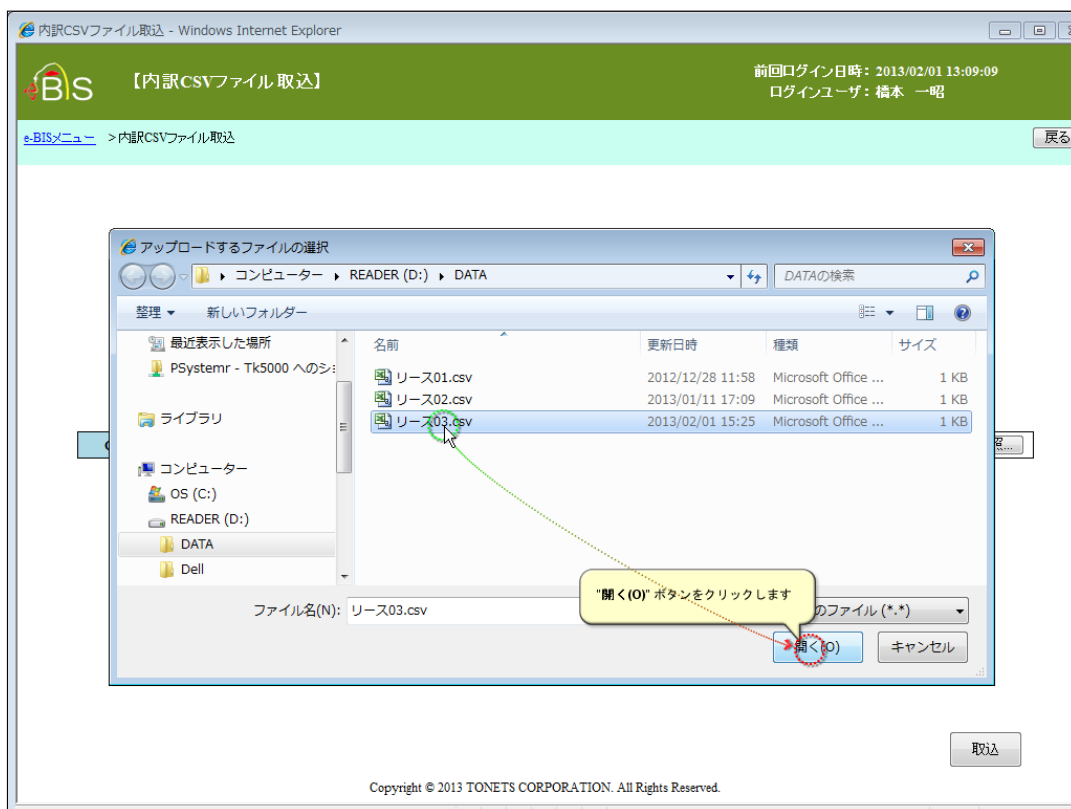 内訳CSVファイル取込 - Windows Internet Explorer
eBIS
【内訳CSVファイル取込】
前回ログイン日時：2013/02/01 13:09:09
ログインユーザ：橋本　一昭
e-BISメニュー >内訳CSVファイル取込
戻る
アップロードするファイルの選択
コンピューター ▸ READER (D:) ▸ DATA
DATAの検索
整理 ▼ 新しいフォルダー
最近表示した場所
PSystemr - Tk5000 へのショ
ライブラリ
コンピューター
OS (C:)
READER (D:)
DATA
Dell
名前 更新日時 種類 サイズ
リース01.csv 2012/12/28 11:58 Microsoft Office ... 1 KB
リース02.csv 2013/01/11 17:09 Microsoft Office ... 1 KB
リース03.csv 2013/02/01 15:25 Microsoft Office ... 1 KB
"開く(O)" ボタンをクリックします
ファイル名(N): リース03.csv
のファイル (*.*)
開く(O) キャンセル
取込
Copyright © 2013 TONETS CORPORATION. All Rights Reserved.